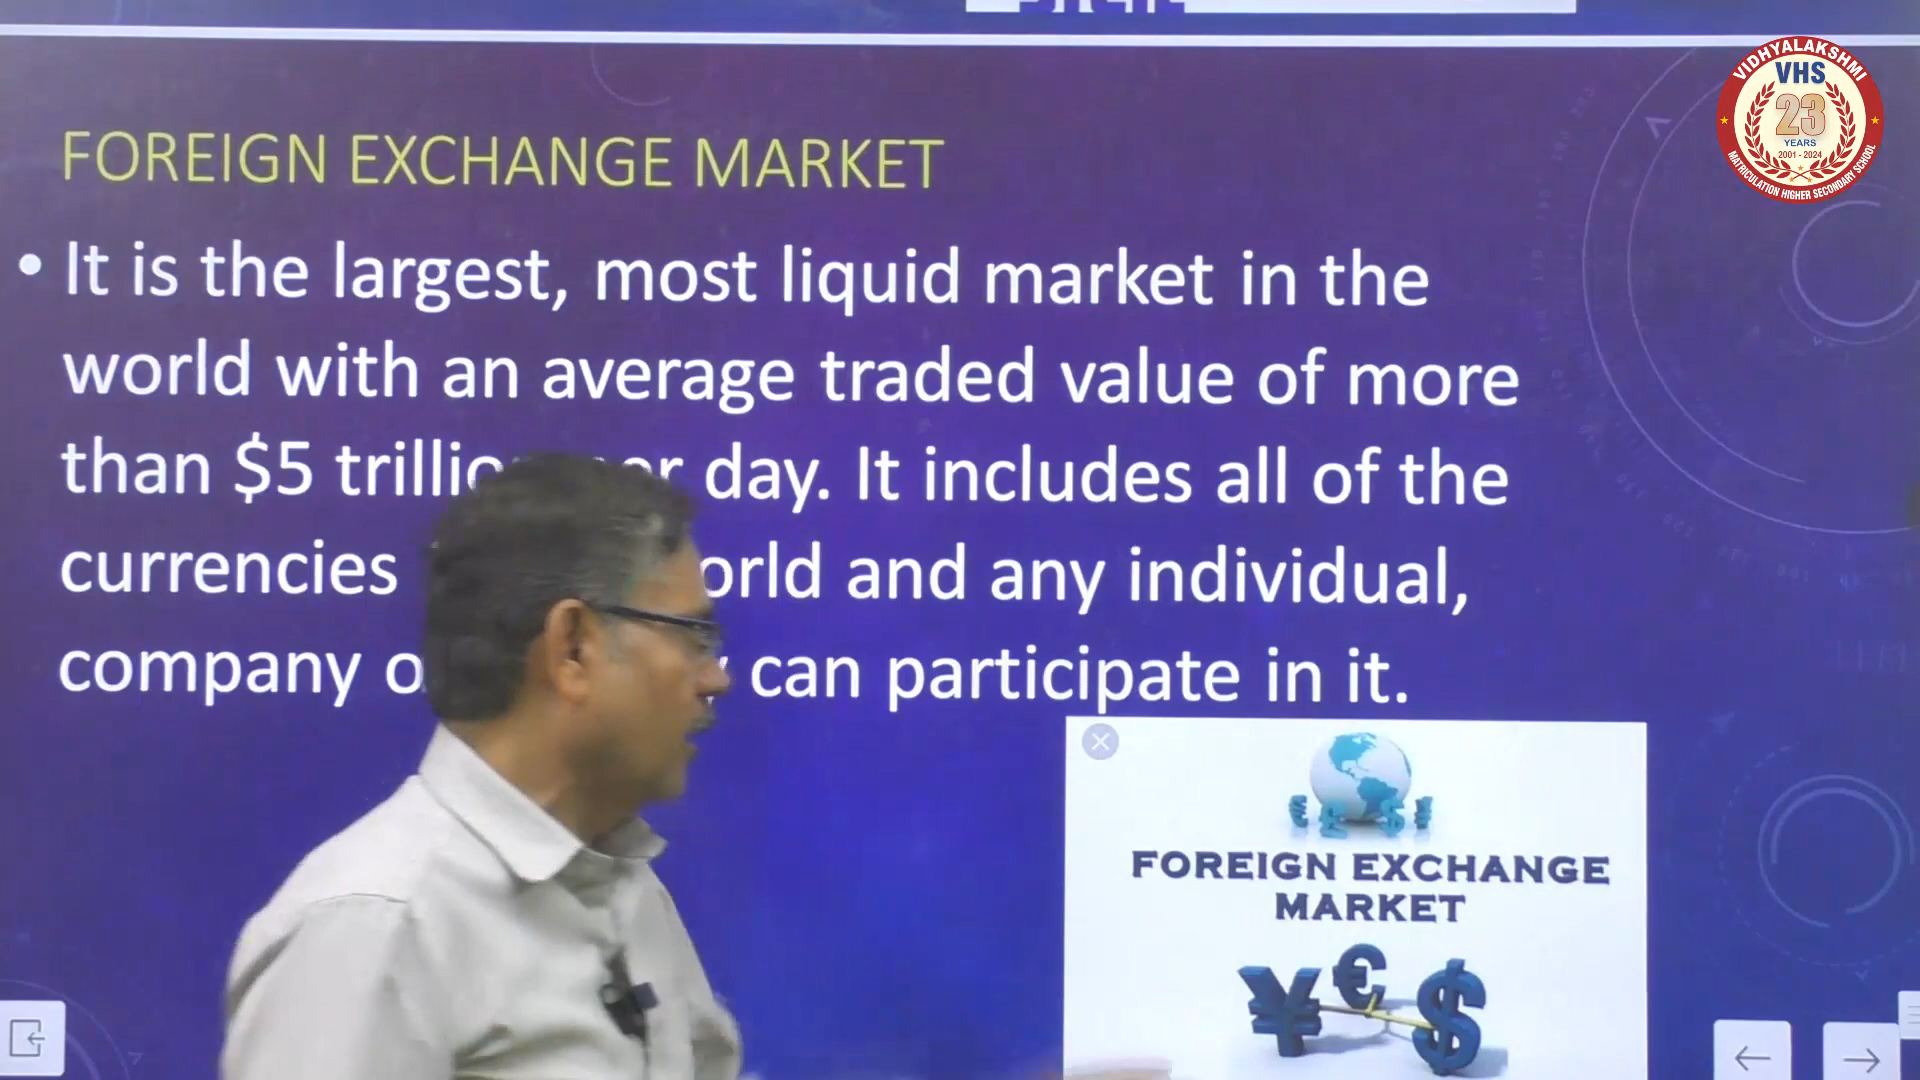 VIDHYALAKSHMI
VHS
23
YEARS
2001 - 2024
MATRICULATION HIGHER SECONDARY SCHOOL
FOREIGN EXCHANGE MARKET
• It is the largest, most liquid market in the
world with an average traded value of more
than $5 day. It includes all of the
currencies and any individual,
company can participate in it.
FOREIGN EXCHANGE
MARKET
¥ € $